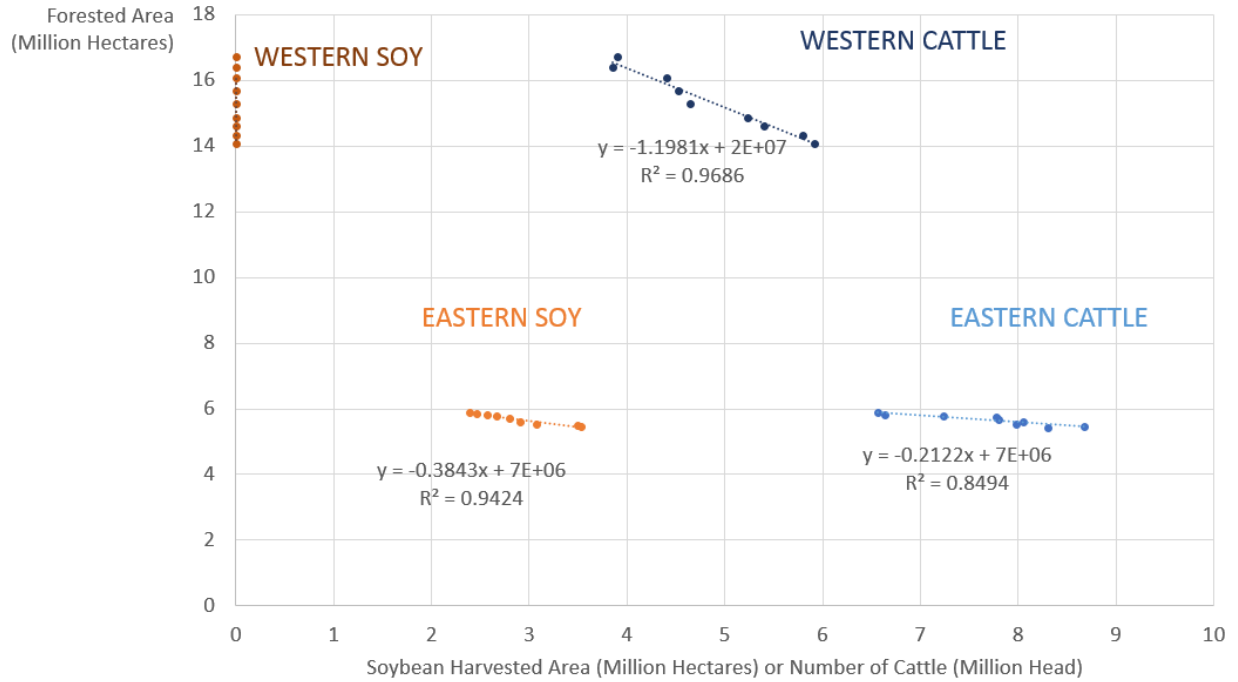 Forested Area
(Million Hectares)
18
16
14
12
10
8
6
4
2
0
WESTERN SOY
WESTERN CATTLE
y = -1.1981x + 2E+07
R² = 0.9686
EASTERN SOY
EASTERN CATTLE
y = -0.3843x + 7E+06
R² = 0.9424
y = -0.2122x + 7E+06
R² = 0.8494
0 1 2 3 4 5 6 7 8 9 10
Soybean Harvested Area (Million Hectares) or Number of Cattle (Million Head)